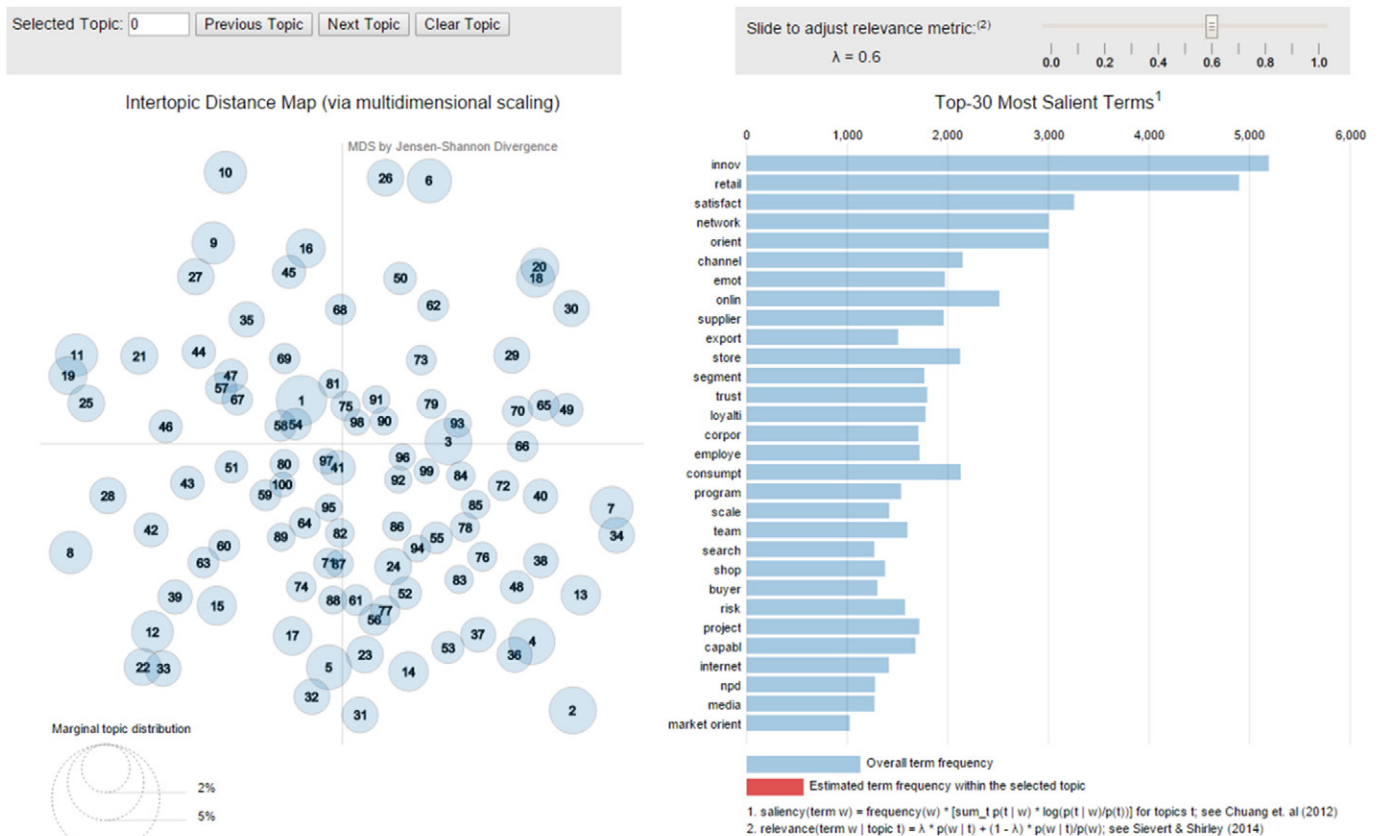 Selected Topic: 0 Previous Topic Next Topic Clear Topic
Slide to adjust relevance metric:(2)
λ = 0.6
0.0 0.2 0.4 0.6 0.8 1.0
Intertopic Distance Map (via multidimensional scaling)
MDS by Jensen-Shannon Divergence
10
26 6
9 16
27 45 50 20
18
68 62 30
35
11 21 44 69 73 29
19 47 81
57
25 67 1 75 91 79 70 65 49
46 58 54 98 90 93
3 66
51 80 97 41 96
43 100 92 99 84 72
28 59 40
95 85 7
42 64 86 78 34
89 82 55
8 60 94
63 71 87 24 76 38
74 83 48
39 15 88 61 52 13
77
12 17 56 37 4
22 33 5 23 14 53 36
32 31 2
Marginal topic distribution
2%
5%
Top-30 Most Salient Terms1
0 1,000 2,000 3,000 4,000 5,000 6,000
innov
retail
satisfact
network
orient
channel
emot
onlin
supplier
export
store
segment
trust
loyalti
corpor
employe
consumpt
program
scale
team
search
shop
buyer
risk
project
capabl
internet
npd
media
market orient
Overall term frequency
Estimated term frequency within the selected topic
1. saliency(term w) = frequency(w) * [sum_t p(t | w) * log(p(t | w)/p(t))] for topics t; see Chuang et. al (2012)
2. relevance(term w | topic t) = λ * p(w | t) + (1 - λ) * p(w | t)/p(w); see Sievert & Shirley (2014)